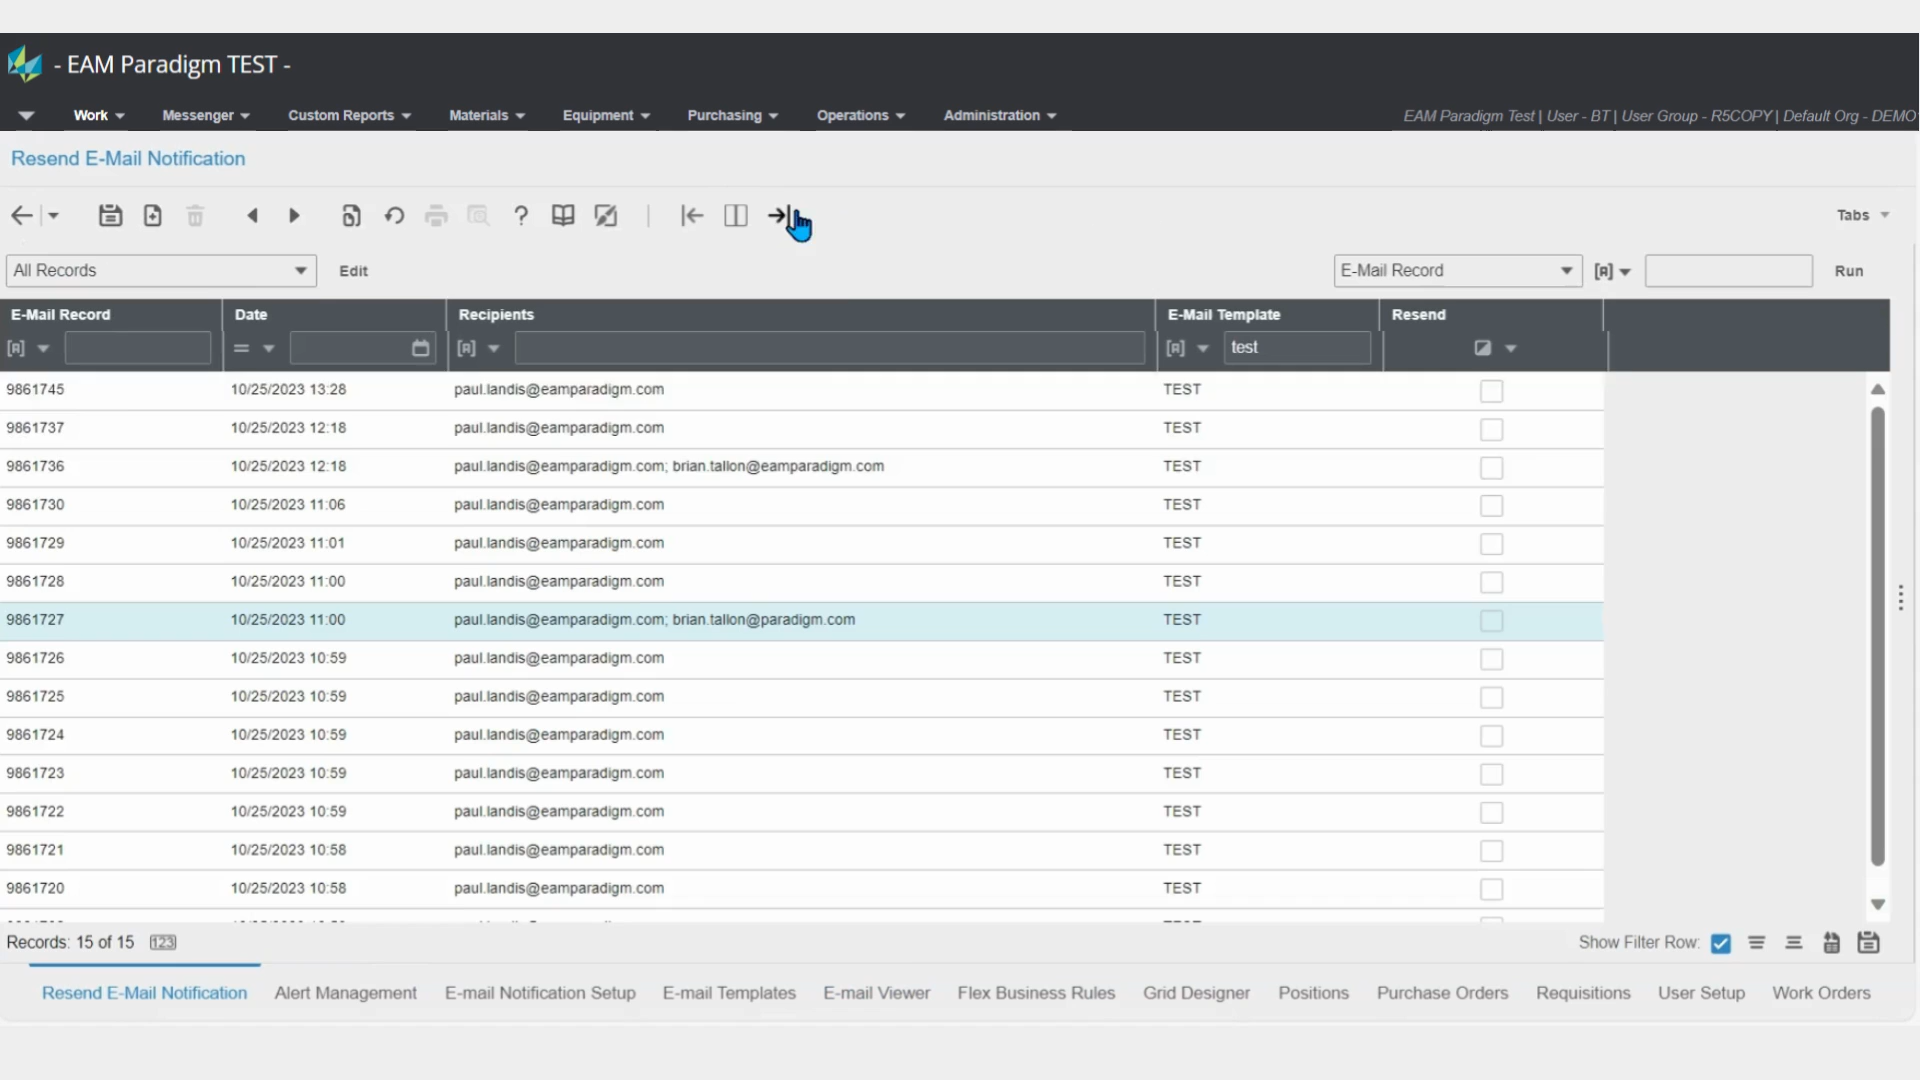 - EAM Paradigm TEST -
Work Messenger Custom Reports Materials Equipment Purchasing Operations Administration EAM Paradigm Test | User - BT | User Group - R5COPY | Default Org - DEMO
Resend E-Mail Notification
Tabs
All Records Edit E-Mail Record [A] Run
E-Mail Record Date Recipients E-Mail Template Resend
[A] = [A] [A] test
9861745 10/25/2023 13:28 paul.landis@eamparadigm.com TEST
9861737 10/25/2023 12:18 paul.landis@eamparadigm.com TEST
9861736 10/25/2023 12:18 paul.landis@eamparadigm.com; brian.tallon@eamparadigm.com TEST
9861730 10/25/2023 11:06 paul.landis@eamparadigm.com TEST
9861729 10/25/2023 11:01 paul.landis@eamparadigm.com TEST
9861728 10/25/2023 11:00 paul.landis@eamparadigm.com TEST
9861727 10/25/2023 11:00 paul.landis@eamparadigm.com; brian.tallon@paradigm.com TEST
9861726 10/25/2023 10:59 paul.landis@eamparadigm.com TEST
9861725 10/25/2023 10:59 paul.landis@eamparadigm.com TEST
9861724 10/25/2023 10:59 paul.landis@eamparadigm.com TEST
9861723 10/25/2023 10:59 paul.landis@eamparadigm.com TEST
9861722 10/25/2023 10:59 paul.landis@eamparadigm.com TEST
9861721 10/25/2023 10:58 paul.landis@eamparadigm.com TEST
9861720 10/25/2023 10:58 paul.landis@eamparadigm.com TEST
Records: 15 of 15 123 Show Filter Row:
Resend E-Mail Notification Alert Management E-mail Notification Setup E-mail Templates E-mail Viewer Flex Business Rules Grid Designer Positions Purchase Orders Requisitions User Setup Work Orders